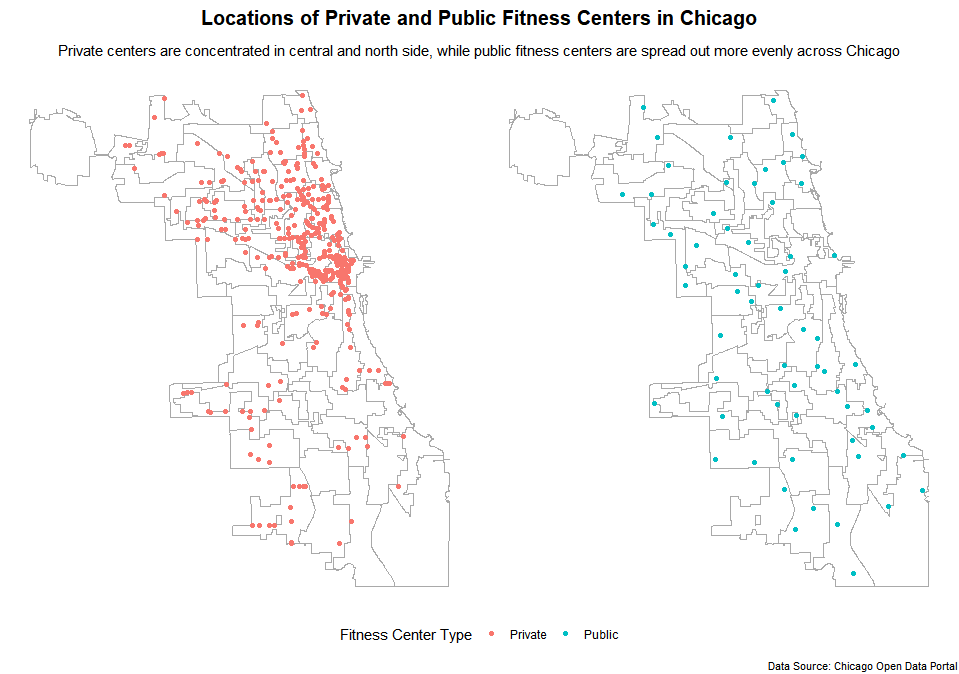 Locations of Private and Public Fitness Centers in Chicago
Private centers are concentrated in central and north side, while public fitness centers are spread out more evenly across Chicago
Fitness Center Type Private Public
Data Source: Chicago Open Data Portal